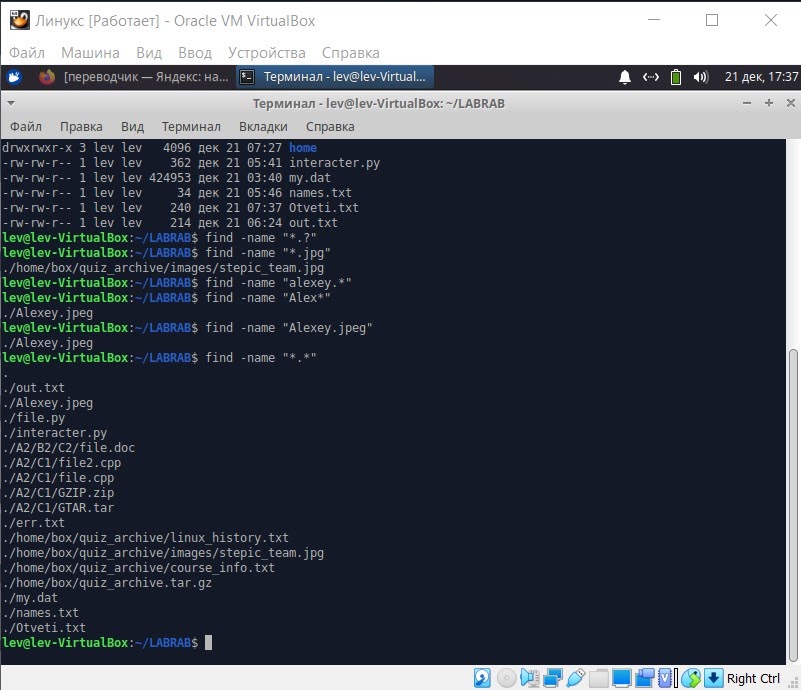 Линукс [Работает] - Oracle VM VirtualBox
Файл Машина Вид Ввод Устройства Справка
[переводчик — Яндекс: на... Терминал - lev@lev-Virtual... 21 дек, 17:37
Терминал - lev@lev-VirtualBox: ~/LABRAB
Файл Правка Вид Терминал Вкладки Справка
drwxrwxr-x 3 lev lev 4096 дек 21 07:27 home
-rw-rw-r-- 1 lev lev 362 дек 21 05:41 interacter.py
-rw-rw-r-- 1 lev lev 424953 дек 21 03:40 my.dat
-rw-rw-r-- 1 lev lev 34 дек 21 05:46 names.txt
-rw-rw-r-- 1 lev lev 240 дек 21 07:37 Otveti.txt
-rw-rw-r-- 1 lev lev 214 дек 21 06:24 out.txt
lev@lev-VirtualBox:~/LABRAB$ find -name "*.?"
lev@lev-VirtualBox:~/LABRAB$ find -name "*.jpg"
./home/box/quiz_archive/images/stepic_team.jpg
lev@lev-VirtualBox:~/LABRAB$ find -name "alexey.*"
lev@lev-VirtualBox:~/LABRAB$ find -name "Alex*"
./Alexey.jpeg
lev@lev-VirtualBox:~/LABRAB$ find -name "Alexey.jpeg"
./Alexey.jpeg
lev@lev-VirtualBox:~/LABRAB$ find -name "*.*"
.
./out.txt
./Alexey.jpeg
./file.py
./interacter.py
./A2/B2/C2/file.doc
./A2/C1/file2.cpp
./A2/C1/file.cpp
./A2/C1/GZIP.zip
./A2/C1/GTAR.tar
./err.txt
./home/box/quiz_archive/linux_history.txt
./home/box/quiz_archive/images/stepic_team.jpg
./home/box/quiz_archive/course_info.txt
./home/box/quiz_archive.tar.gz
./my.dat
./names.txt
./Otveti.txt
lev@lev-VirtualBox:~/LABRAB$
Right Ctrl